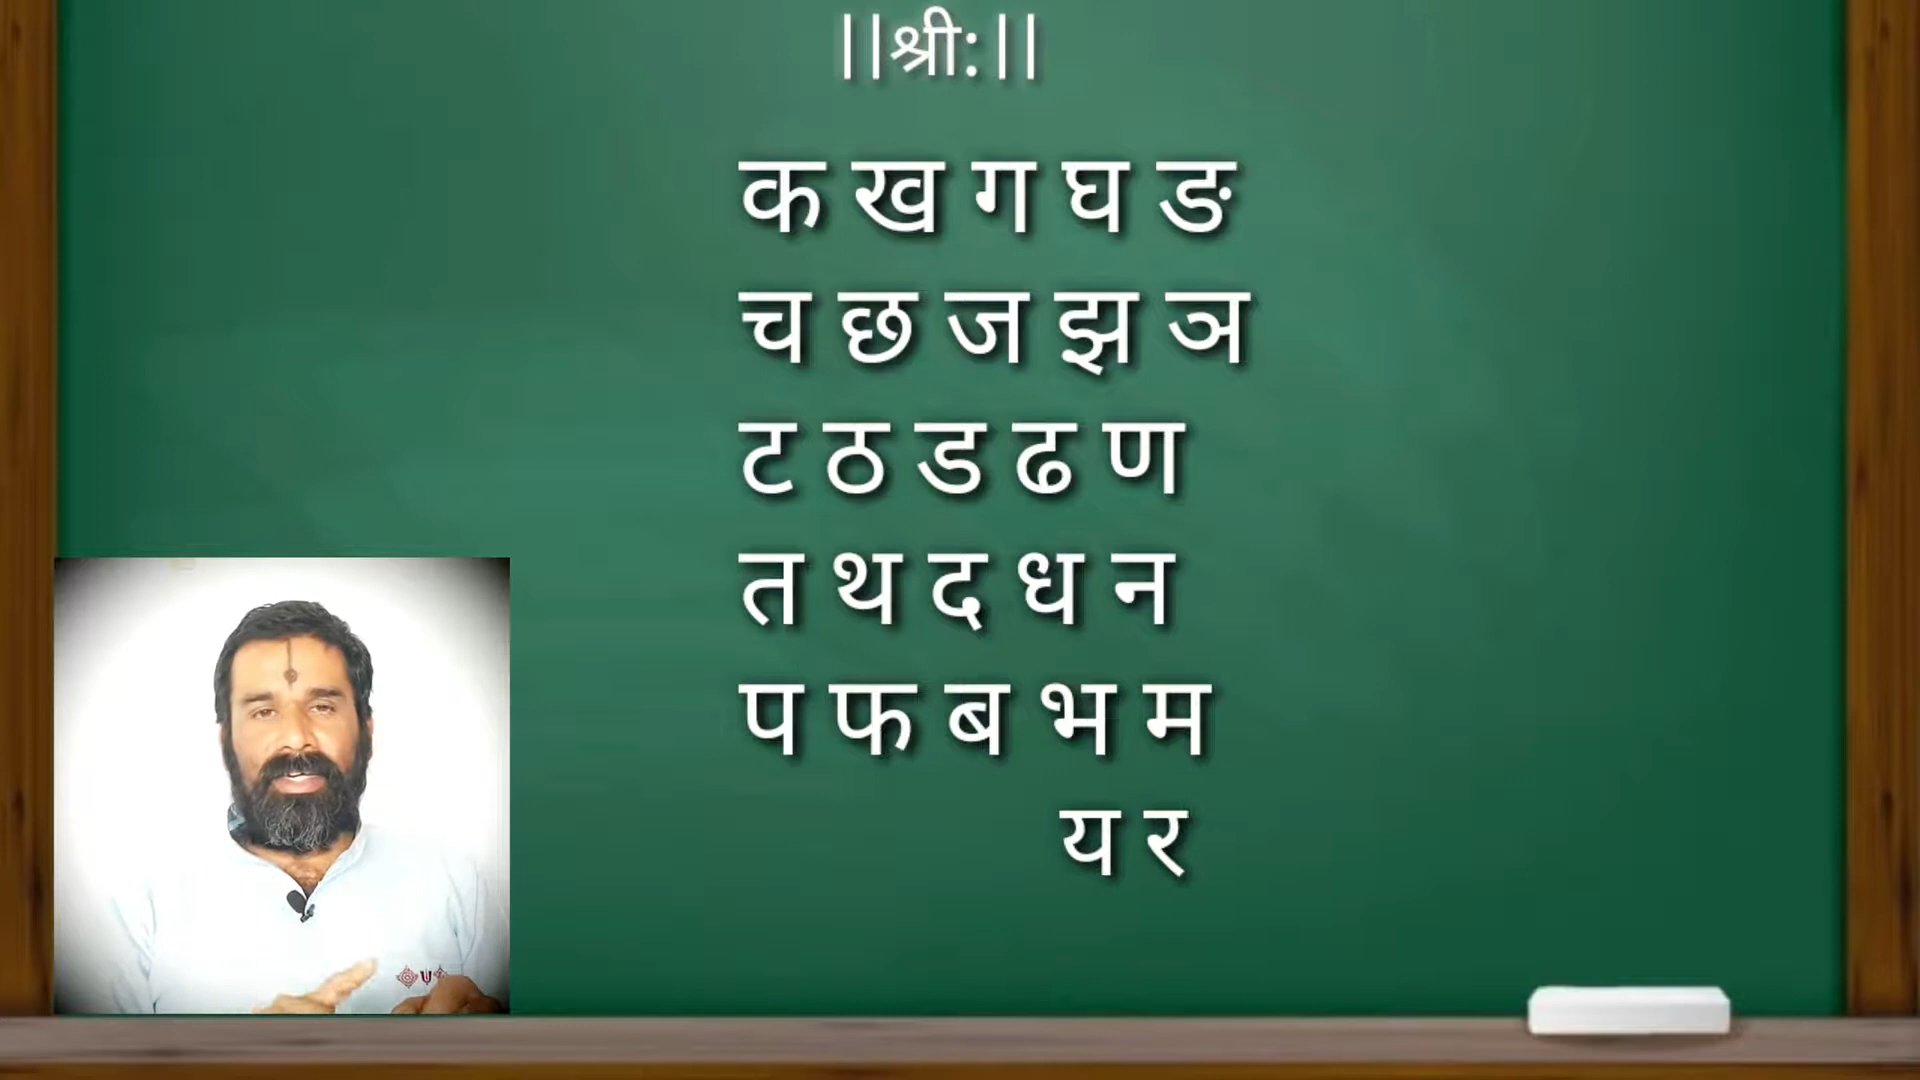 ||श्री:||
क ख ग घ ङ
च छ ज झ ञ
ट ठ ड ढ ण
त थ द ध न
प फ ब भ म
य र